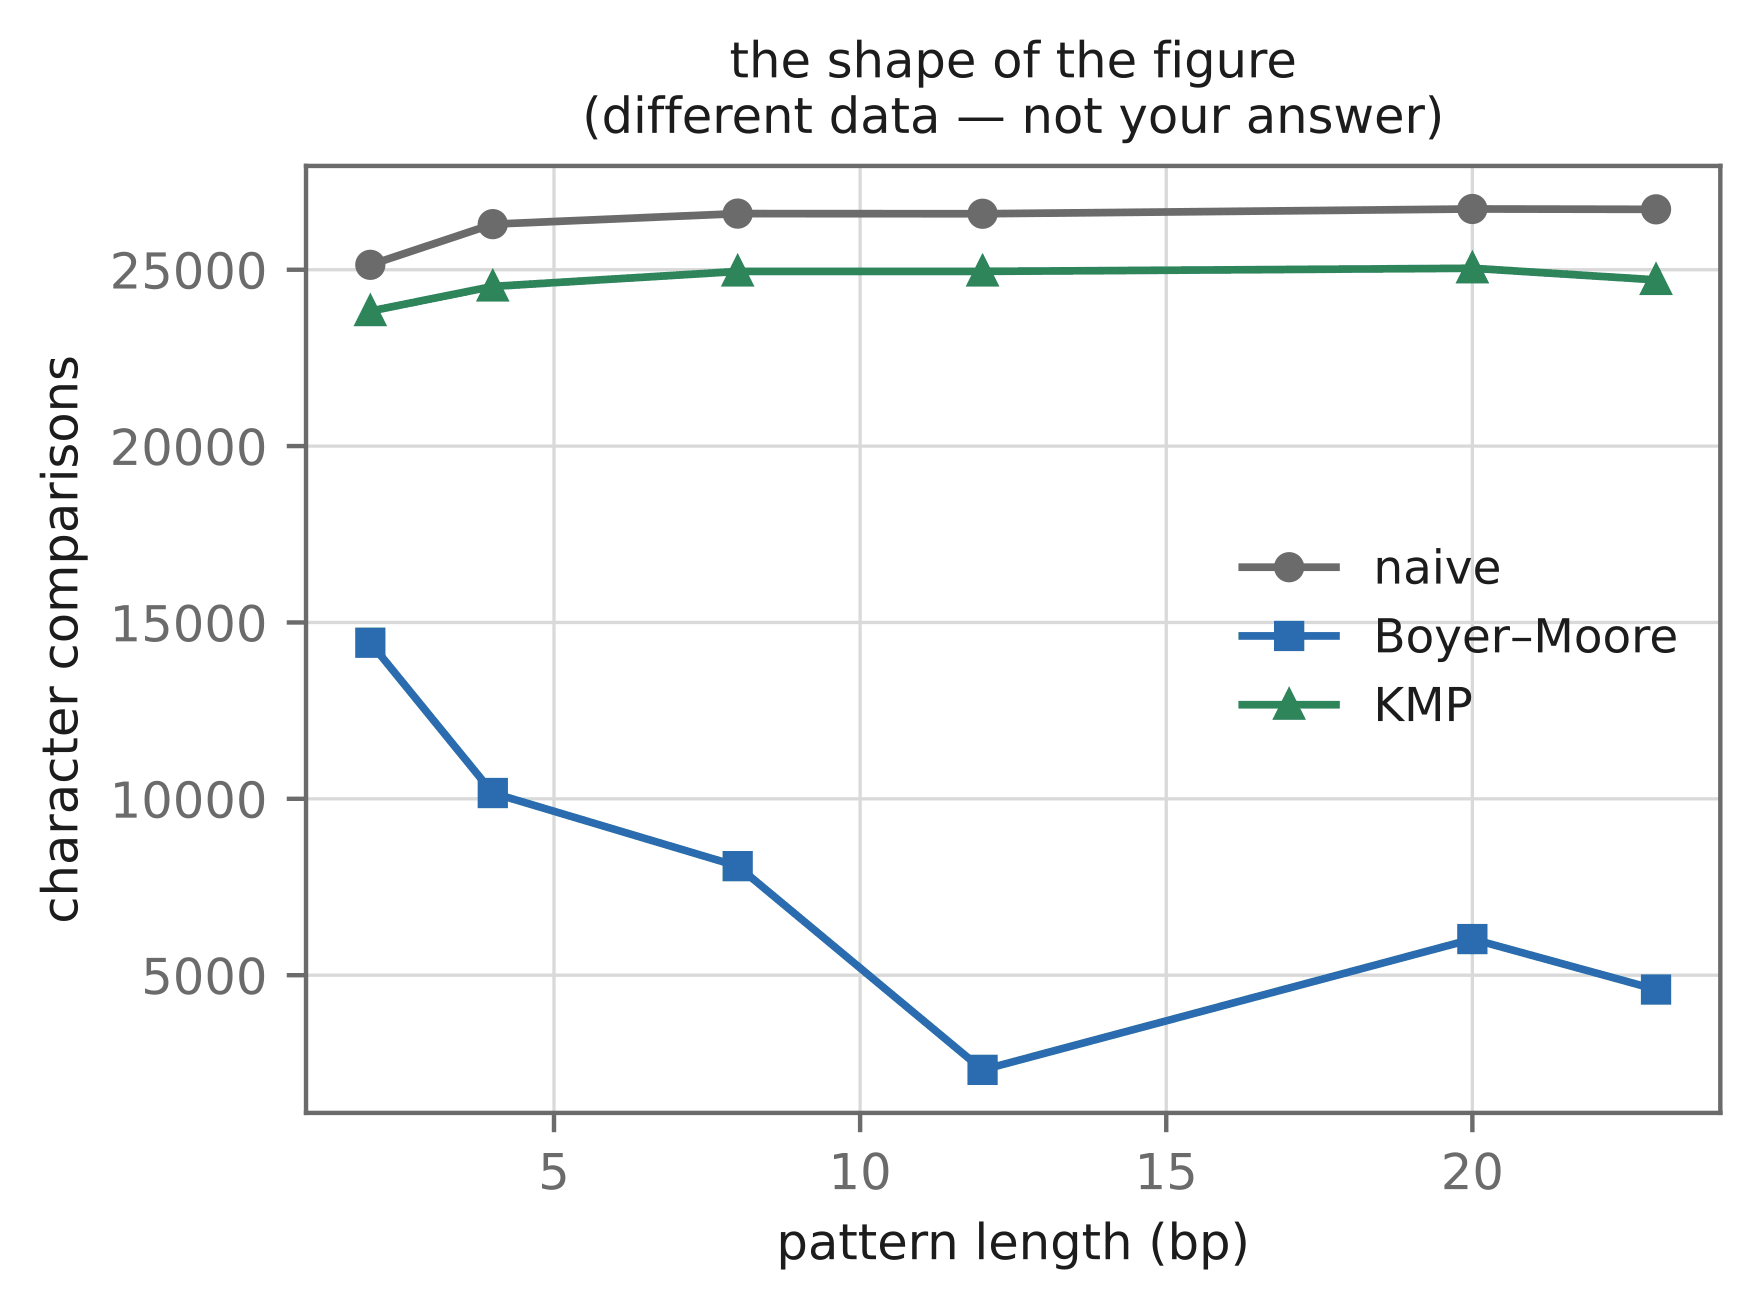 the shape of the figure
(different data — not your answer)
character comparisons
25000
20000
15000
10000
5000
naive
Boyer–Moore
KMP
5
10
15
20
pattern length (bp)